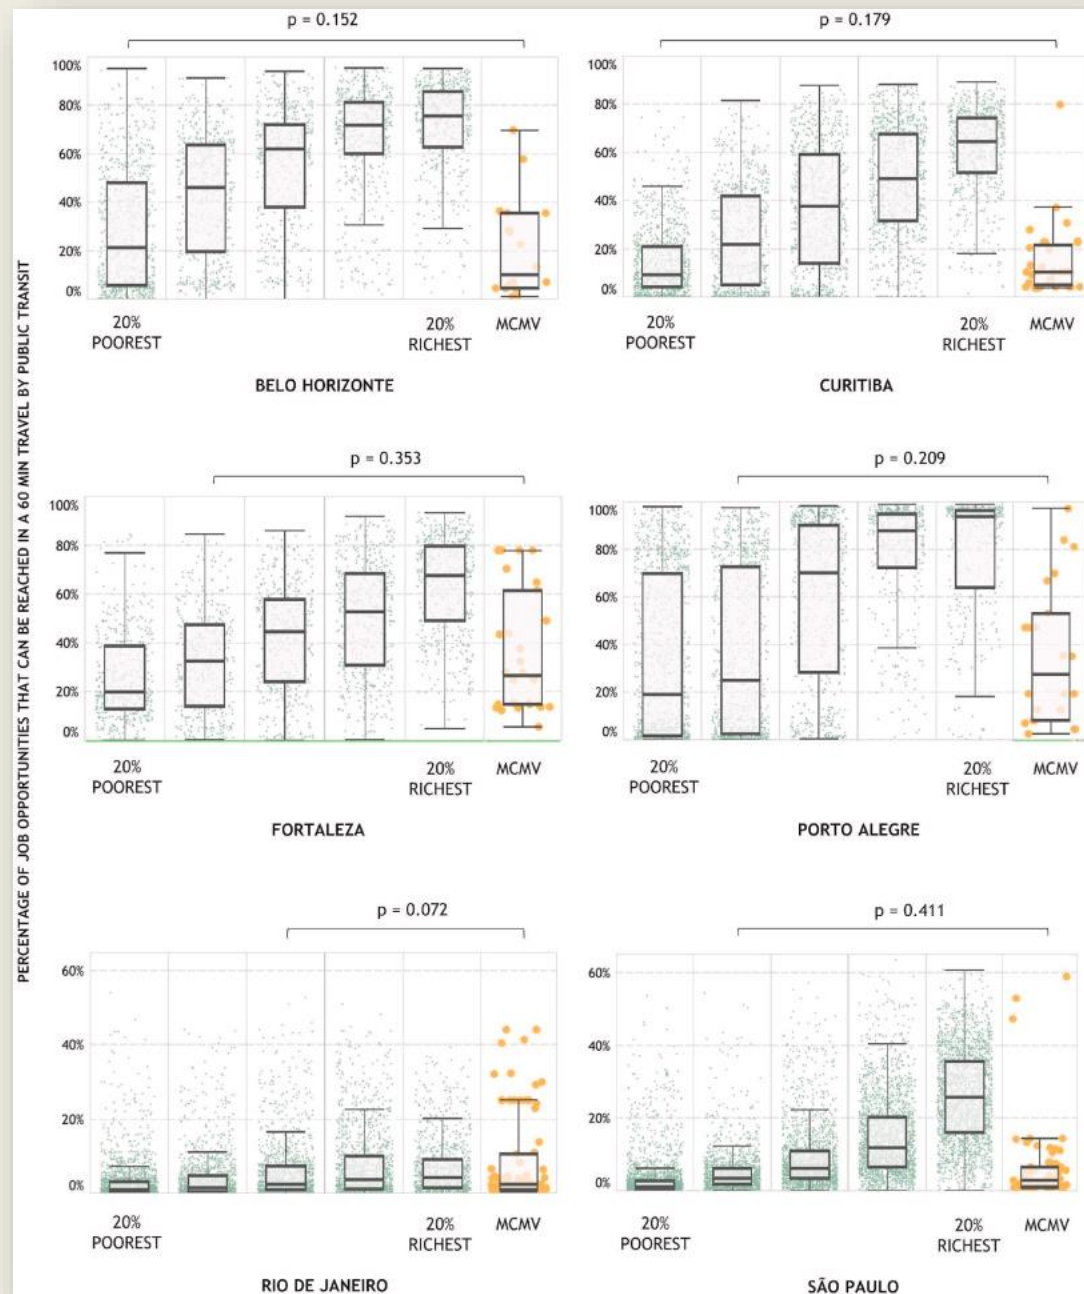 PERCENTAGE OF JOB OPPORTUNITIES THAT CAN BE REACHED IN A 60 MIN TRAVEL BY PUBLIC TRANSIT
p = 0.152
100%
80%
60%
40%
20%
0%
20%
POOREST
20%
RICHEST
MCMV
BELO HORIZONTE
p = 0.179
100%
80%
60%
40%
20%
0%
20%
POOREST
20%
RICHEST
MCMV
CURITIBA
p = 0.353
100%
80%
60%
40%
20%
0%
20%
POOREST
20%
RICHEST
MCMV
FORTALEZA
p = 0.209
100%
80%
60%
40%
20%
0%
20%
POOREST
20%
RICHEST
MCMV
PORTO ALEGRE
p = 0.072
60%
40%
20%
0%
20%
POOREST
20%
RICHEST
MCMV
RIO DE JANEIRO
p = 0.411
60%
40%
20%
0%
20%
POOREST
20%
RICHEST
MCMV
SÃO PAULO